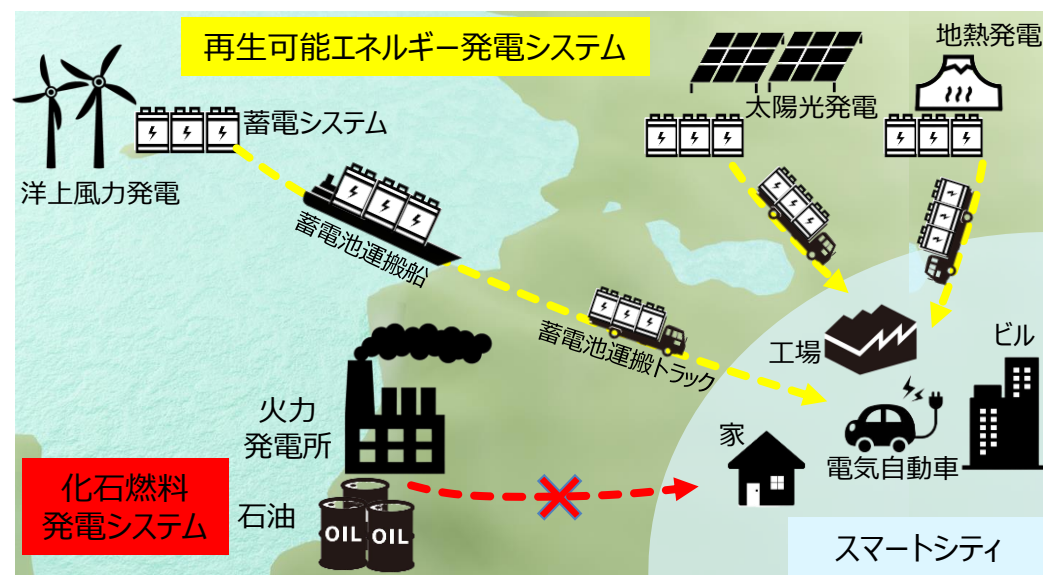 再生可能エネルギー発電システム
地熱発電
太陽光発電
蓄電システム
洋上風力発電
蓄電池運搬船
蓄電池運搬トラック
工場
ビル
火力
発電所
家
電気自動車
化石燃料
発電システム
石油
OIL OIL
スマートシティ